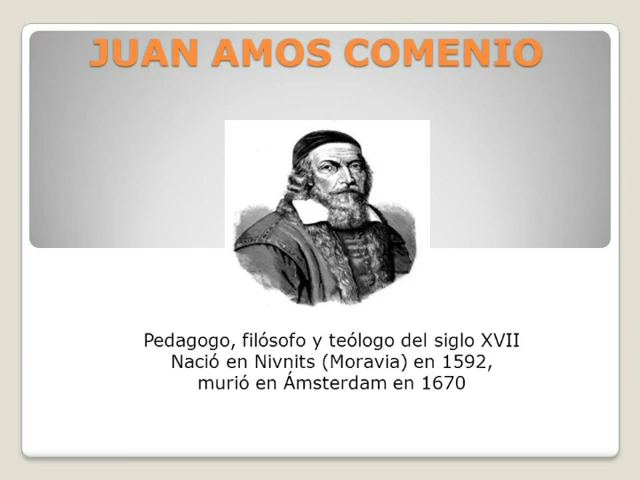 JUAN AMOS COMENIO
Pedagogo, filósofo y teólogo del siglo XVII
Nació en Nivnits (Moravia) en 1592,
murió en Ámsterdam en 1670